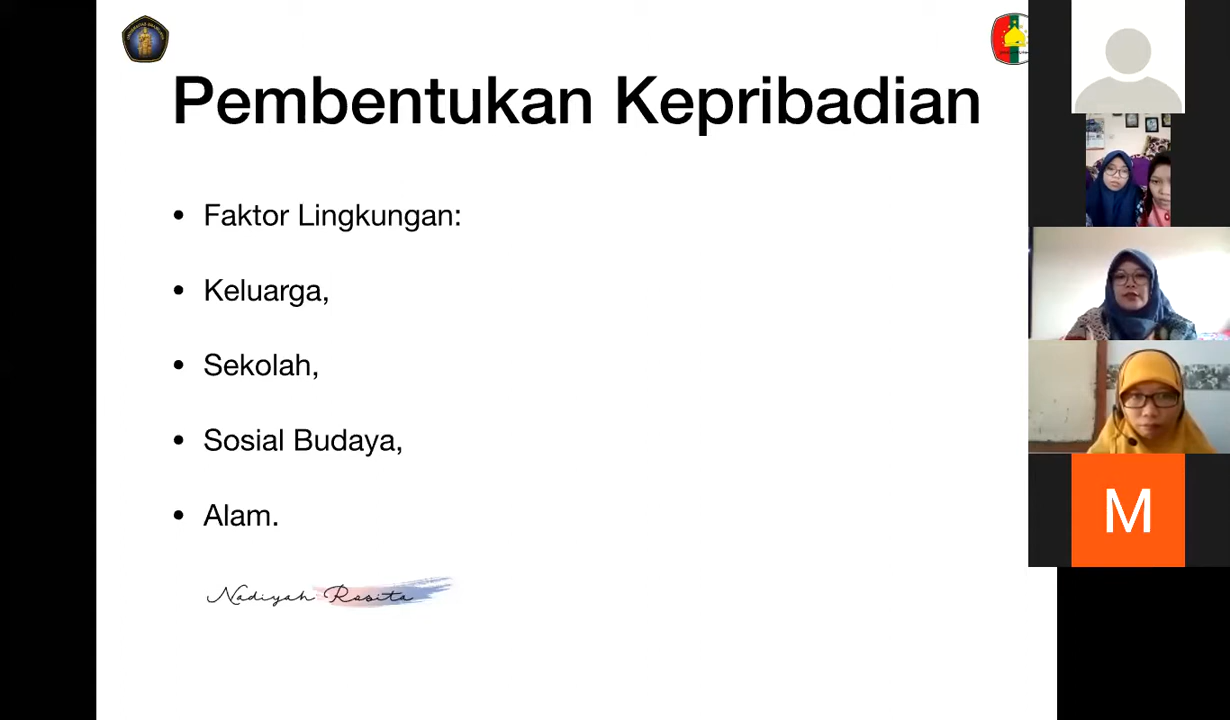 Pembentukan Kepribadian
• Faktor Lingkungan:
• Keluarga,
• Sekolah,
• Sosial Budaya,
• Alam.
Nadiyah Rosita
M